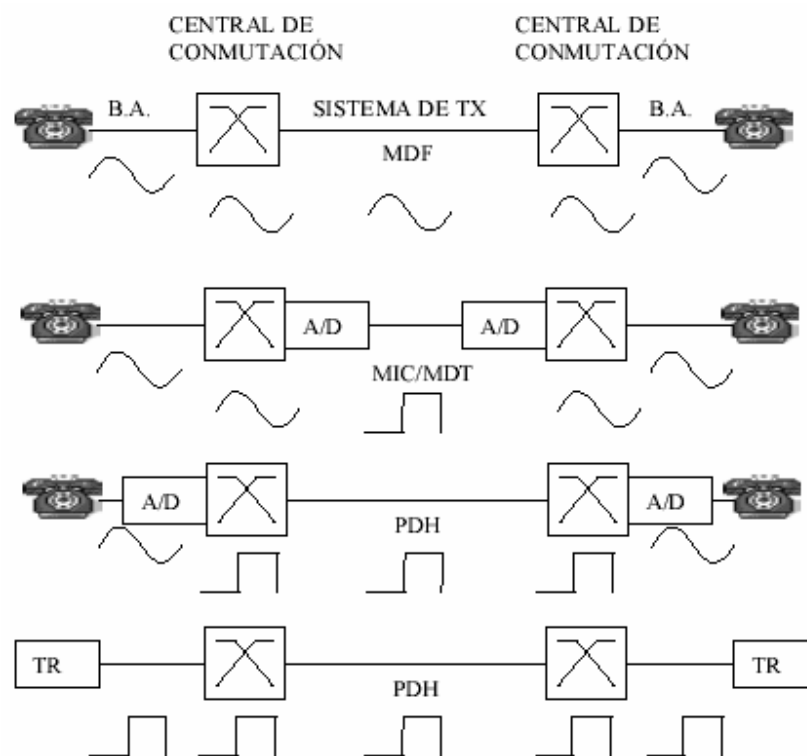 CENTRAL DE
CONMUTACIÓN
CENTRAL DE
CONMUTACIÓN
B.A.
SISTEMA DE TX
B.A.
MDF
A/D
A/D
MIC/MDT
A/D
A/D
PDH
TR
TR
PDH